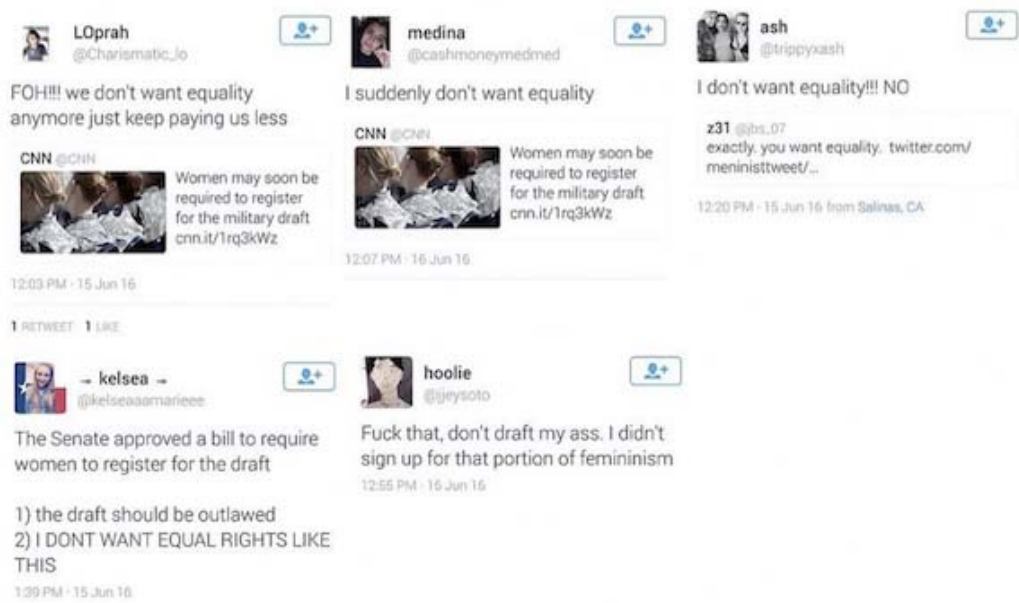 LOprah
@Charismatic_lo
FOH!!! we don't want equality
anymore just keep paying us less
CNN @CNN
Women may soon be
required to register
for the military draft
cnn.it/1rq3kWz
12:03 PM · 15 Jun 16
1 RETWEET 1 LIKE
medina
@cashmoneymedmed
I suddenly don't want equality
CNN @CNN
Women may soon be
required to register
for the military draft
cnn.it/1rq3kWz
12:07 PM · 16 Jun 16
ash
@trippyxash
I don't want equality!!! NO
z31 @jbs_07
exactly. you want equality. twitter.com/
meninisttweet/...
12:20 PM · 15 Jun 16 from Salinas, CA
→ kelsea →
@kelseaaamarieee
The Senate approved a bill to require
women to register for the draft
1) the draft should be outlawed
2) I DONT WANT EQUAL RIGHTS LIKE
THIS
1:39 PM · 15 Jun 16
hoolie
@ijeysoto
Fuck that, don't draft my ass. I didn't
sign up for that portion of femininism
12:55 PM · 15 Jun 16